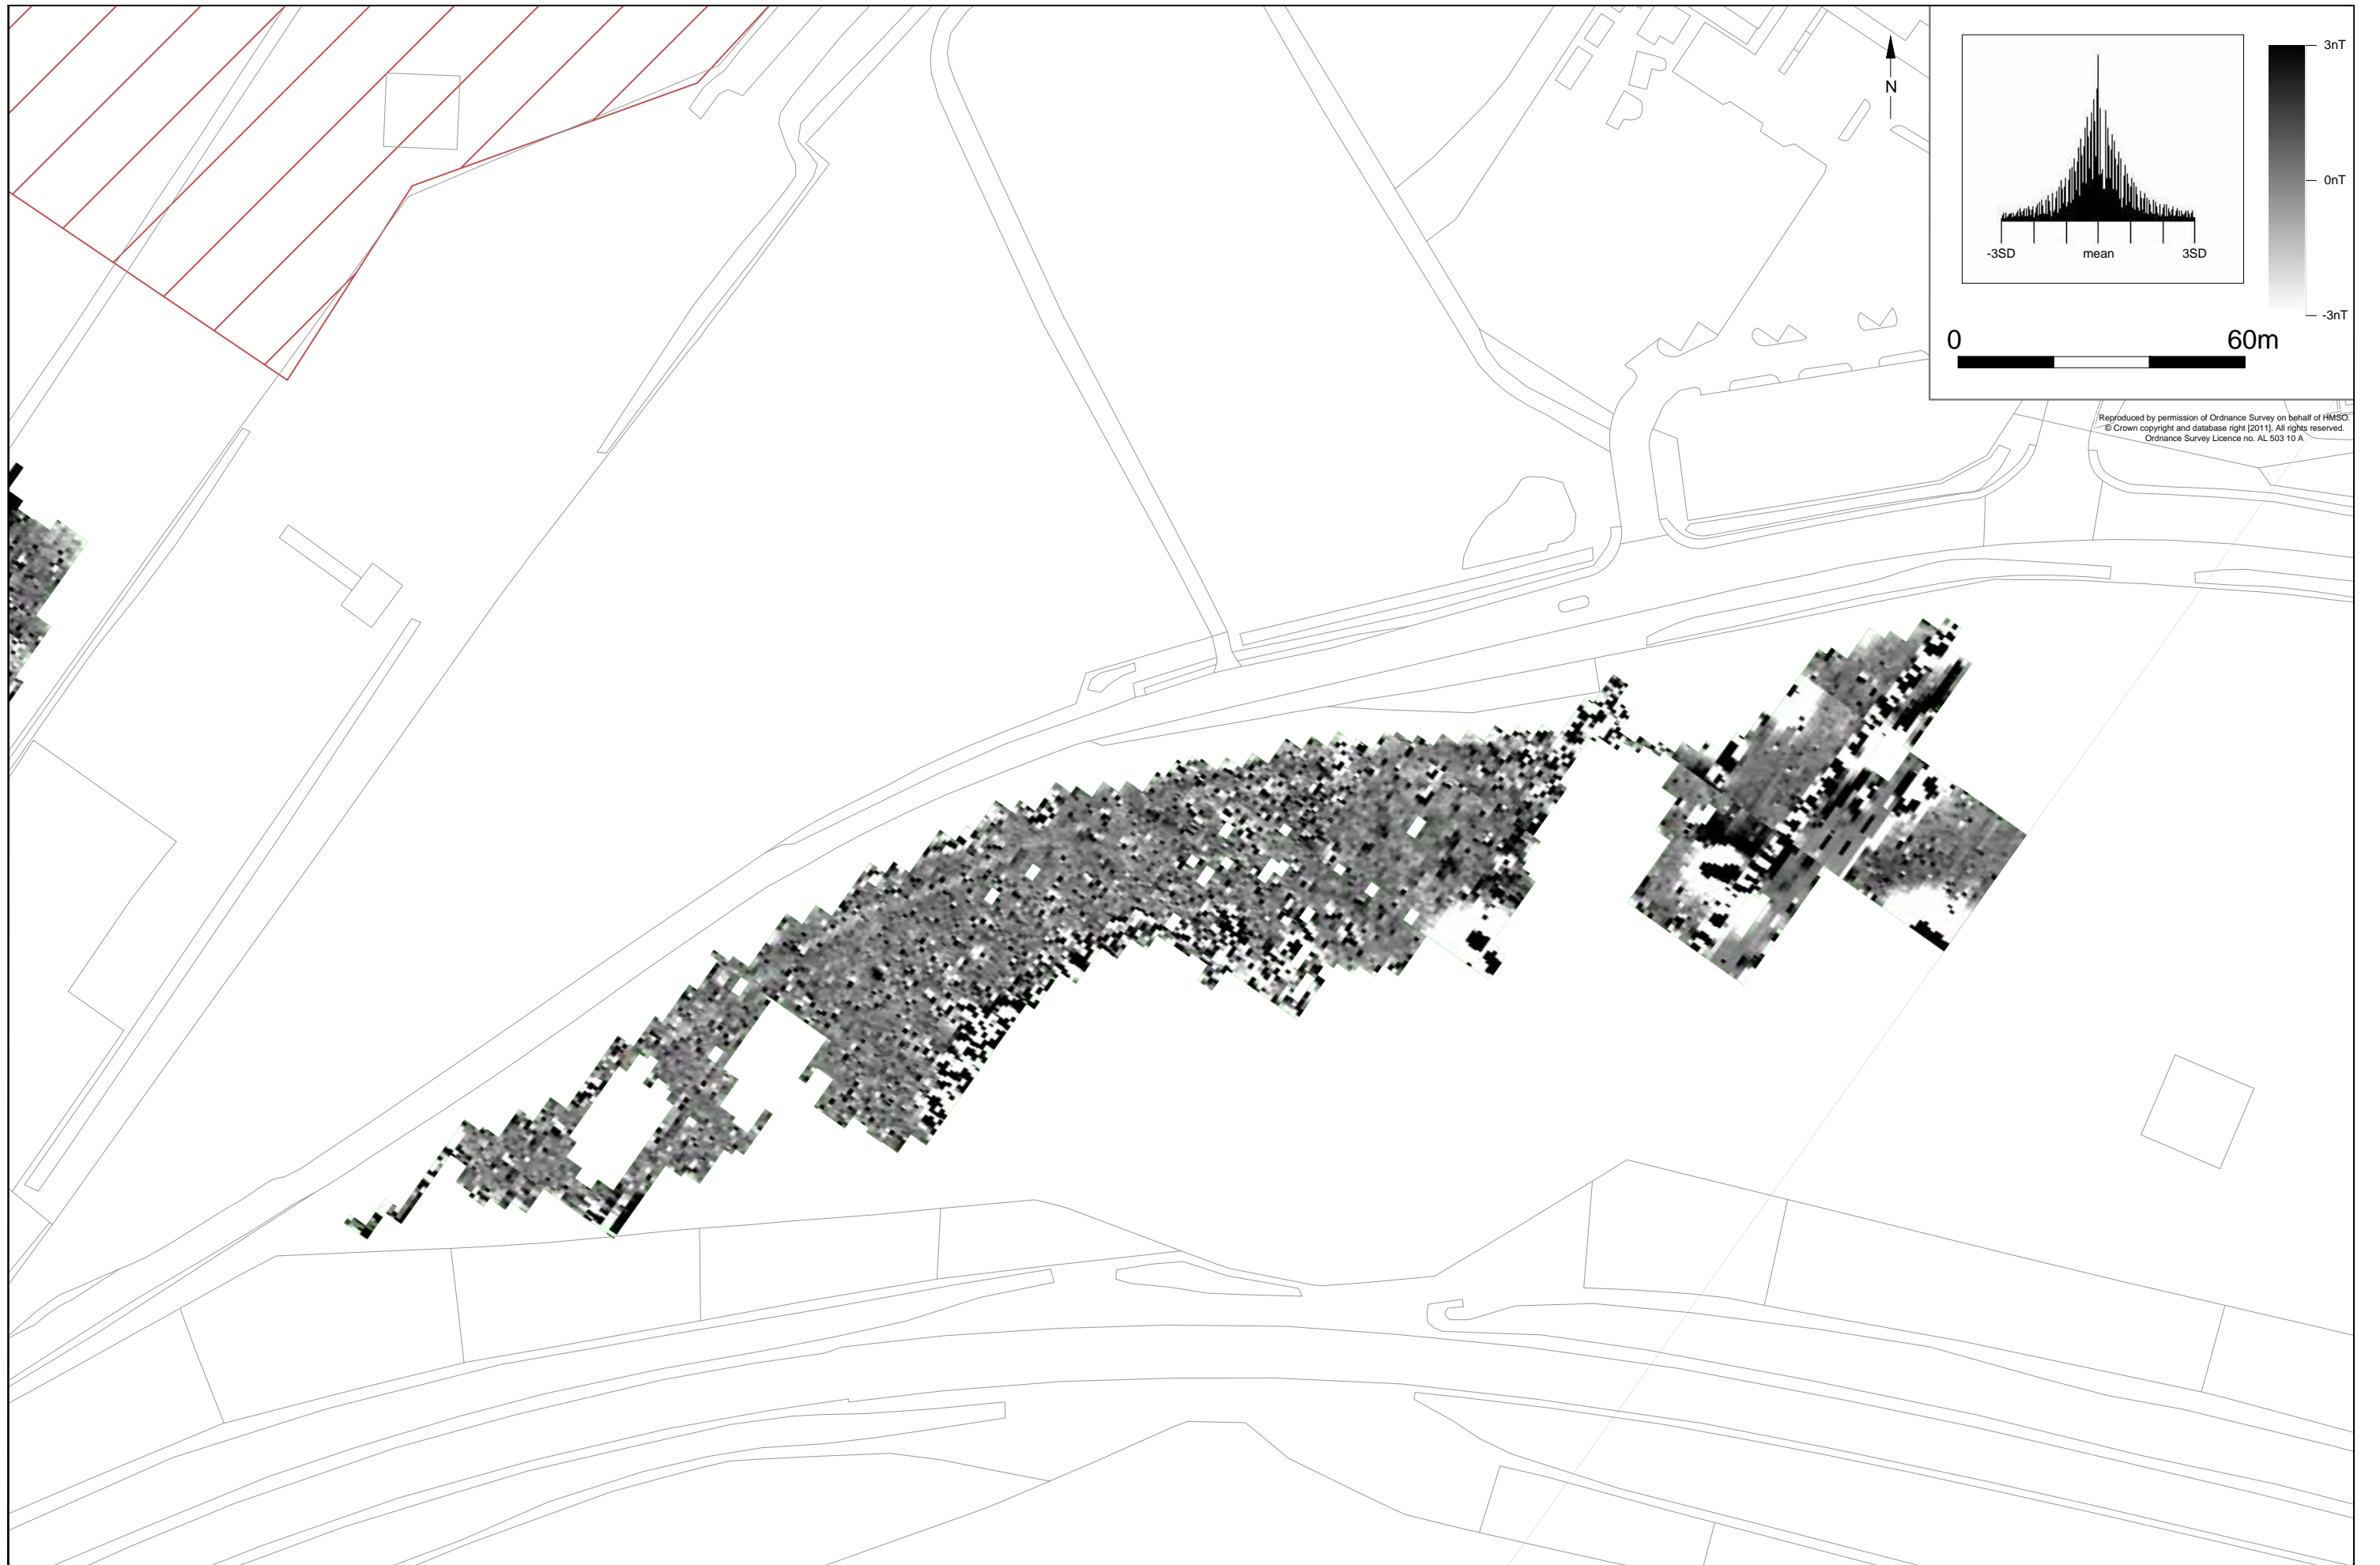 N
3nT
0nT
-3nT
-3SD mean 3SD
0 60m
Reproduced by permission of Ordnance Survey on behalf of HMSO.
© Crown copyright and database right [2011]. All rights reserved.
Ordnance Survey Licence no. AL 503 10 A